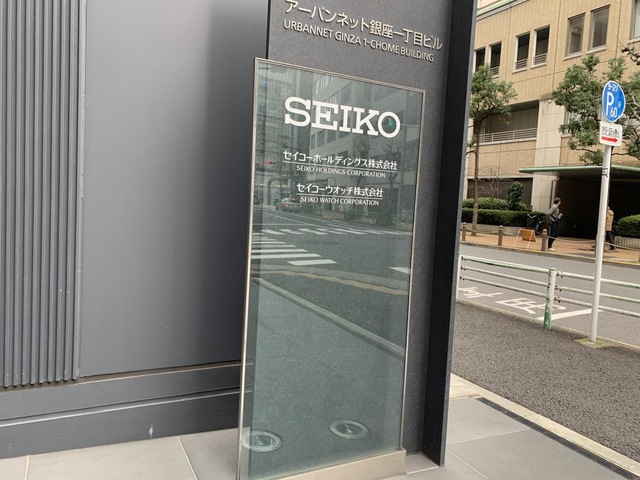 アーバンネット銀座一丁目ビル
URBANNET GINZA 1-CHOME BUILDING
SEIKO
セイコーホールディングス株式会社
SEIKO HOLDINGS CORPORATION
セイコーウオッチ株式会社
SEIKO WATCH CORPORATION
P
60